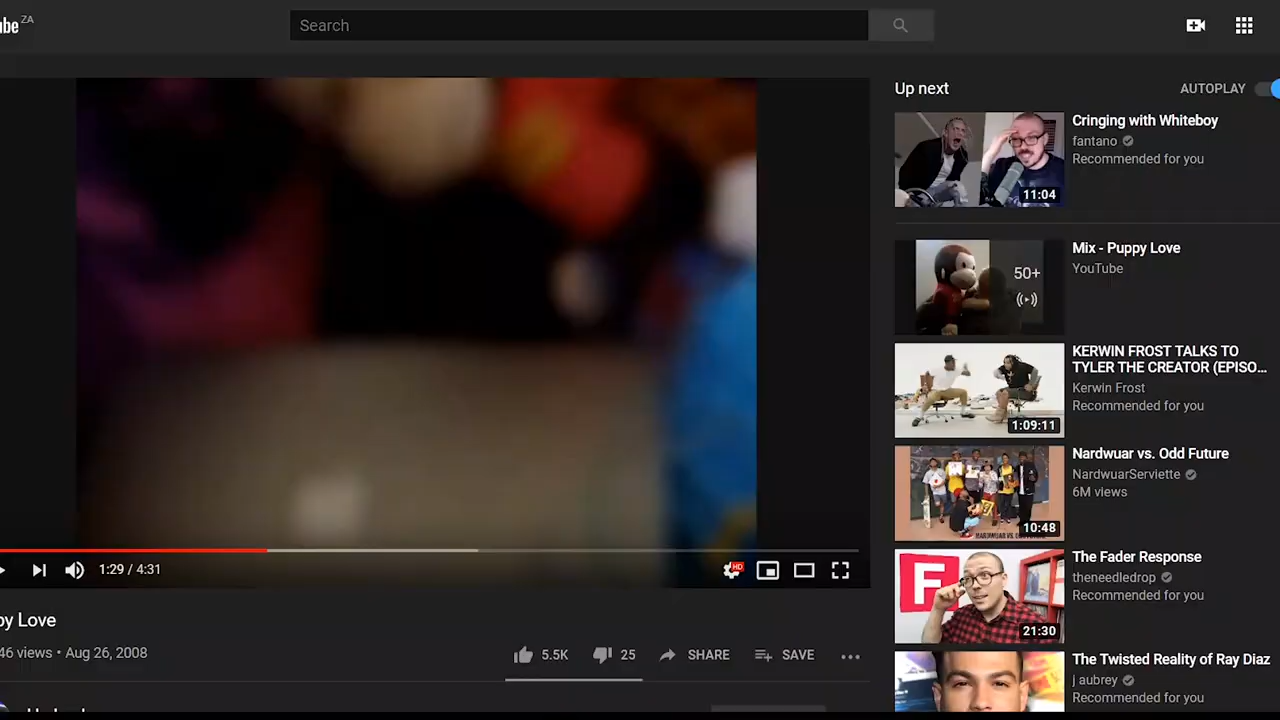 ube ZA
Search
Up next
AUTOPLAY
Cringing with Whiteboy
fantano
Recommended for you
11:04
Mix - Puppy Love
YouTube
50+
KERWIN FROST TALKS TO
TYLER THE CREATOR (EPISO...
Kerwin Frost
Recommended for you
1:09:11
Nardwuar vs. Odd Future
NardwuarServiette
6M views
10:48
F
The Fader Response
theneedledrop
Recommended for you
21:30
The Twisted Reality of Ray Diaz
j aubrey
Recommended for you
1:29 / 4:31
HD
py Love
46 views • Aug 26, 2008
5.5K
25
SHARE
SAVE